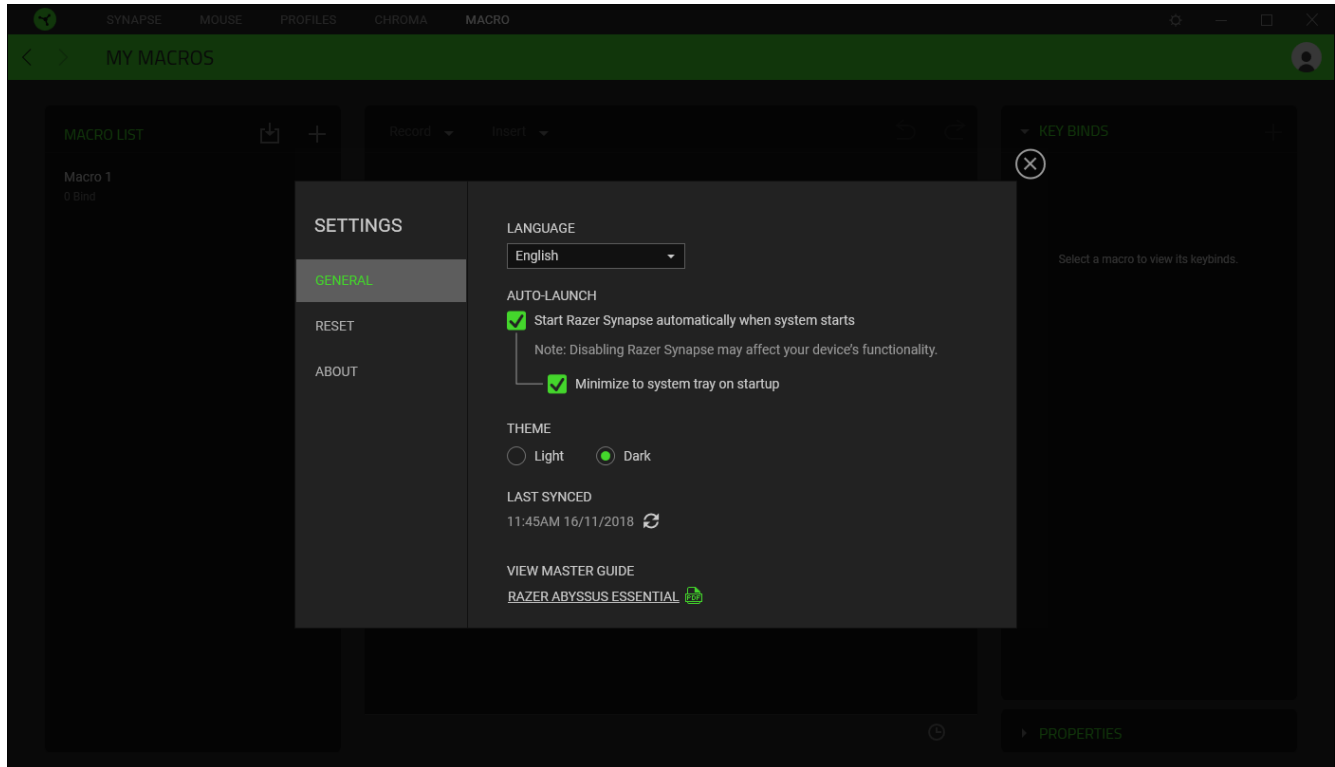 SYNAPSE MOUSE PROFILES CHROMA MACRO
MY MACROS
MACRO LIST
Macro 1
0 Bind
Record Insert
KEY BINDS
Select a macro to view its keybinds.
PROPERTIES
SETTINGS
GENERAL
RESET
ABOUT
LANGUAGE
English
AUTO-LAUNCH
Start Razer Synapse automatically when system starts
Note: Disabling Razer Synapse may affect your device’s functionality.
Minimize to system tray on startup
THEME
Light Dark
LAST SYNCED
11:45AM 16/11/2018
VIEW MASTER GUIDE
RAZER ABYSSUS ESSENTIAL PDF